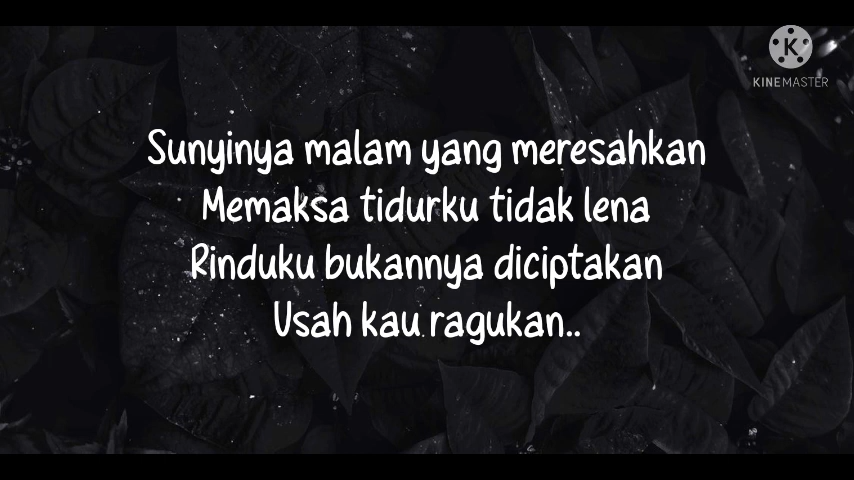 KINEMASTER
Sunyinya malam yang meresahkan
Memaksa tidurku tidak lena
Rinduku bukannya diciptakan
Usah kau ragukan..